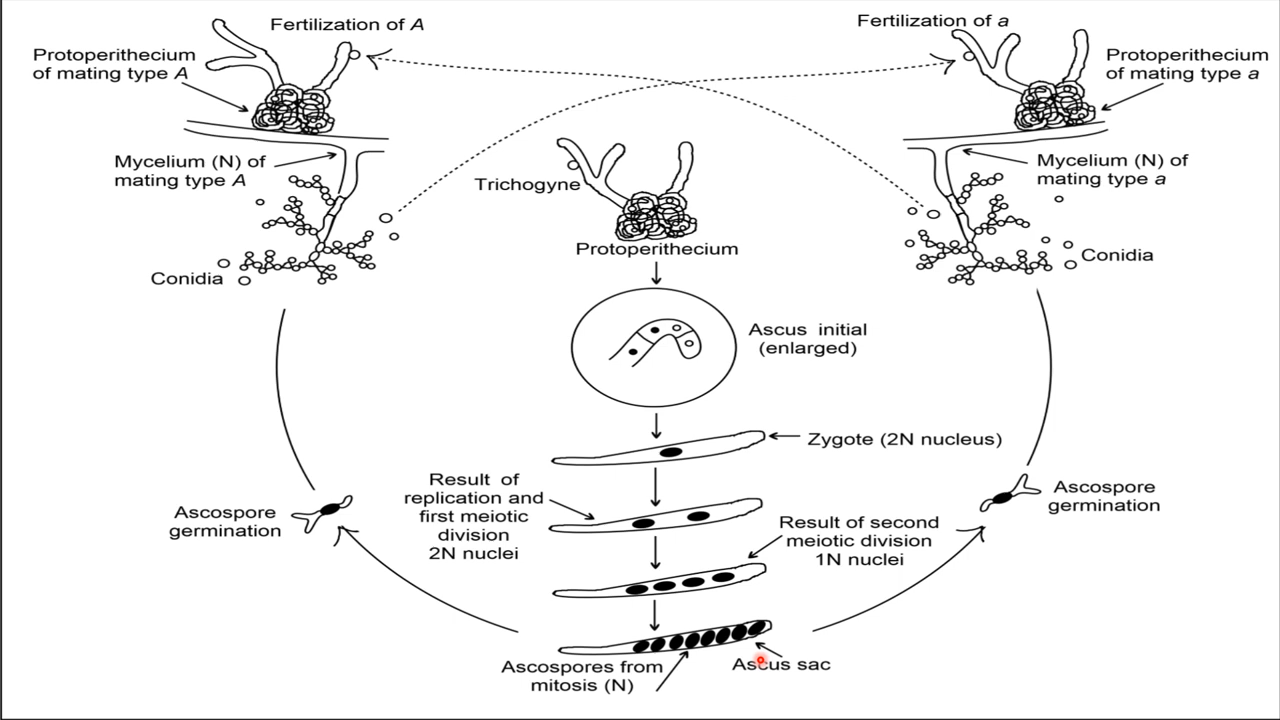 Fertilization of A
Protoperithecium
of mating type A
Mycelium (N) of
mating type A
Conidia
Fertilization of a
Protoperithecium
of mating type a
Mycelium (N) of
mating type a
Conidia
Trichogyne
Protoperithecium
Ascus initial
(enlarged)
Zygote (2N nucleus)
Result of
replication and
first meiotic
division
2N nuclei
Result of second
meiotic division
1N nuclei
Ascospore
germination
Ascospore
germination
Ascospores from
mitosis (N)
Ascus sac